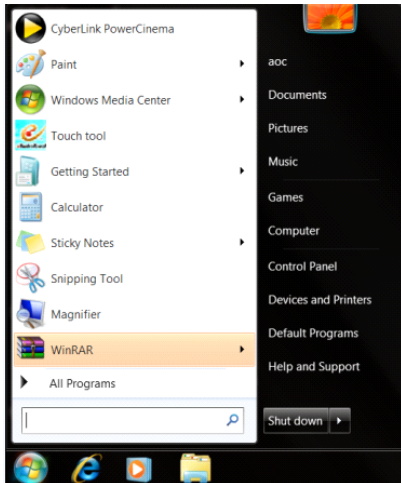 CyberLink PowerCinema
Paint
Windows Media Center
Touch tool
Getting Started
Calculator
Sticky Notes
Snipping Tool
Magnifier
WinRAR
All Programs
aoc
Documents
Pictures
Music
Games
Computer
Control Panel
Devices and Printers
Default Programs
Help and Support
Shut down